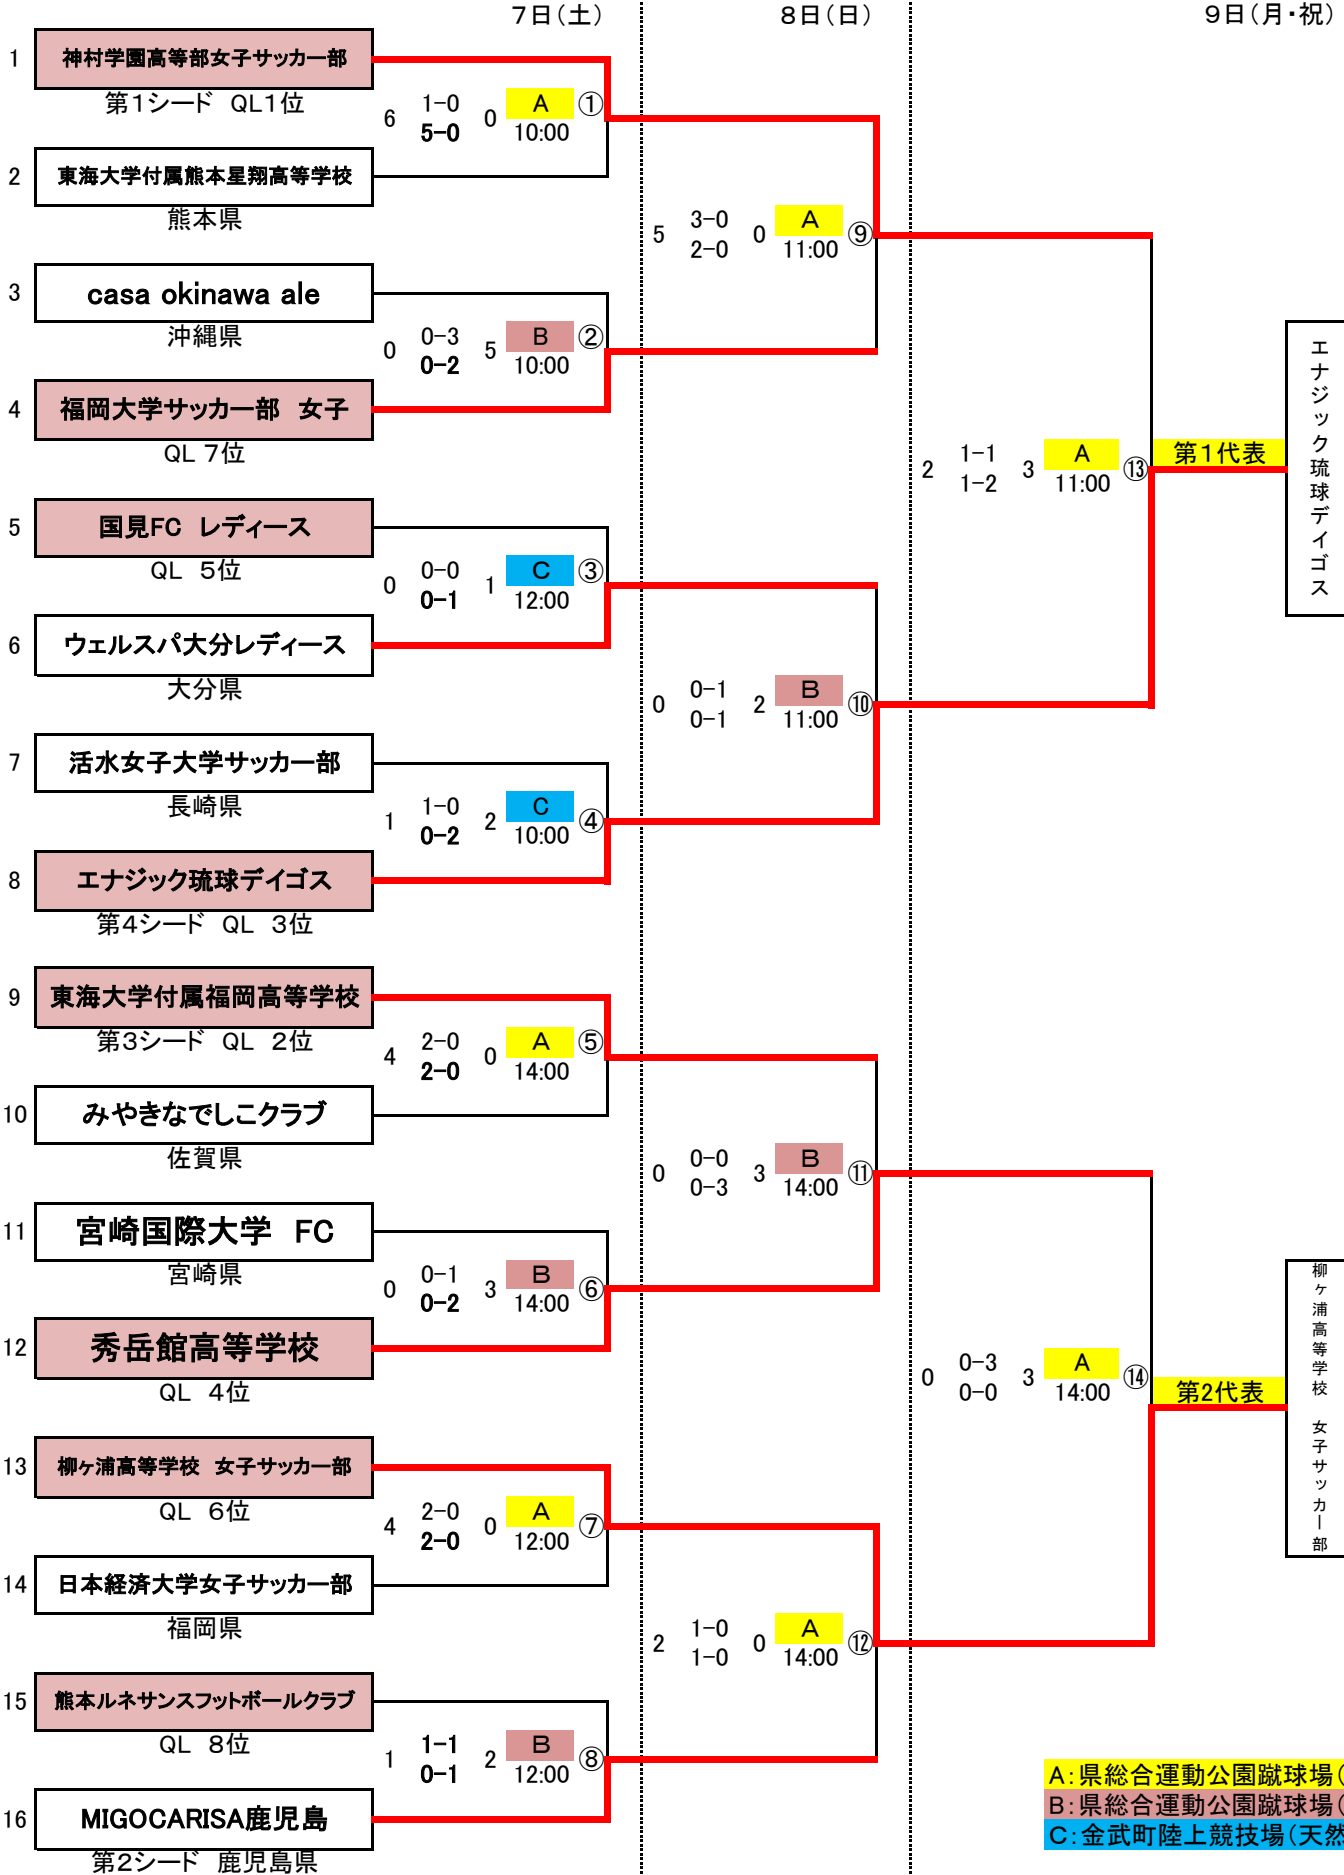 7日(土) 8日(日) 9日(月・祝)
1 神村学園高等部女子サッカー部
第1シード QL1位
6 1-0 0 A ①
5-0 10:00
2 東海大学付属熊本星翔高等学校
熊本県
5 3-0 0 A ⑨
2-0 11:00
3 casa okinawa ale
沖縄県
0 0-3 5 B ②
0-2 10:00
4 福岡大学サッカー部 女子
QL 7位
2 1-1 3 A ⑬ 第1代表
1-2 11:00
エナジック琉球デイゴス
5 国見FC レディース
QL 5位
0 0-0 1 C ③
0-1 12:00
6 ウェルスパ大分レディース
大分県
0 0-1 2 B ⑩
0-1 11:00
7 活水女子大学サッカー部
長崎県
1 1-0 2 C ④
0-2 10:00
8 エナジック琉球デイゴス
第4シード QL 3位
9 東海大学付属福岡高等学校
第3シード QL 2位
4 2-0 0 A ⑤
2-0 14:00
10 みやきなでしこクラブ
佐賀県
0 0-0 3 B ⑪
0-3 14:00
11 宮崎国際大学 FC
宮崎県
0 0-1 3 B ⑥
0-2 14:00
12 秀岳館高等学校
QL 4位
0 0-3 3 A ⑭ 第2代表
0-0 14:00
柳ヶ浦高等学校 女子サッカー部
13 柳ヶ浦高等学校 女子サッカー部
QL 6位
4 2-0 0 A ⑦
2-0 12:00
14 日本経済大学女子サッカー部
福岡県
2 1-0 0 A ⑫
1-0 14:00
15 熊本ルネサンスフットボールクラブ
QL 8位
1 1-1 2 B ⑧
0-1 12:00
16 MIGOCARISA鹿児島
第2シード 鹿児島県
A:県総合運動公園蹴球場(
B:県総合運動公園蹴球場(
C:金武町陸上競技場(天然